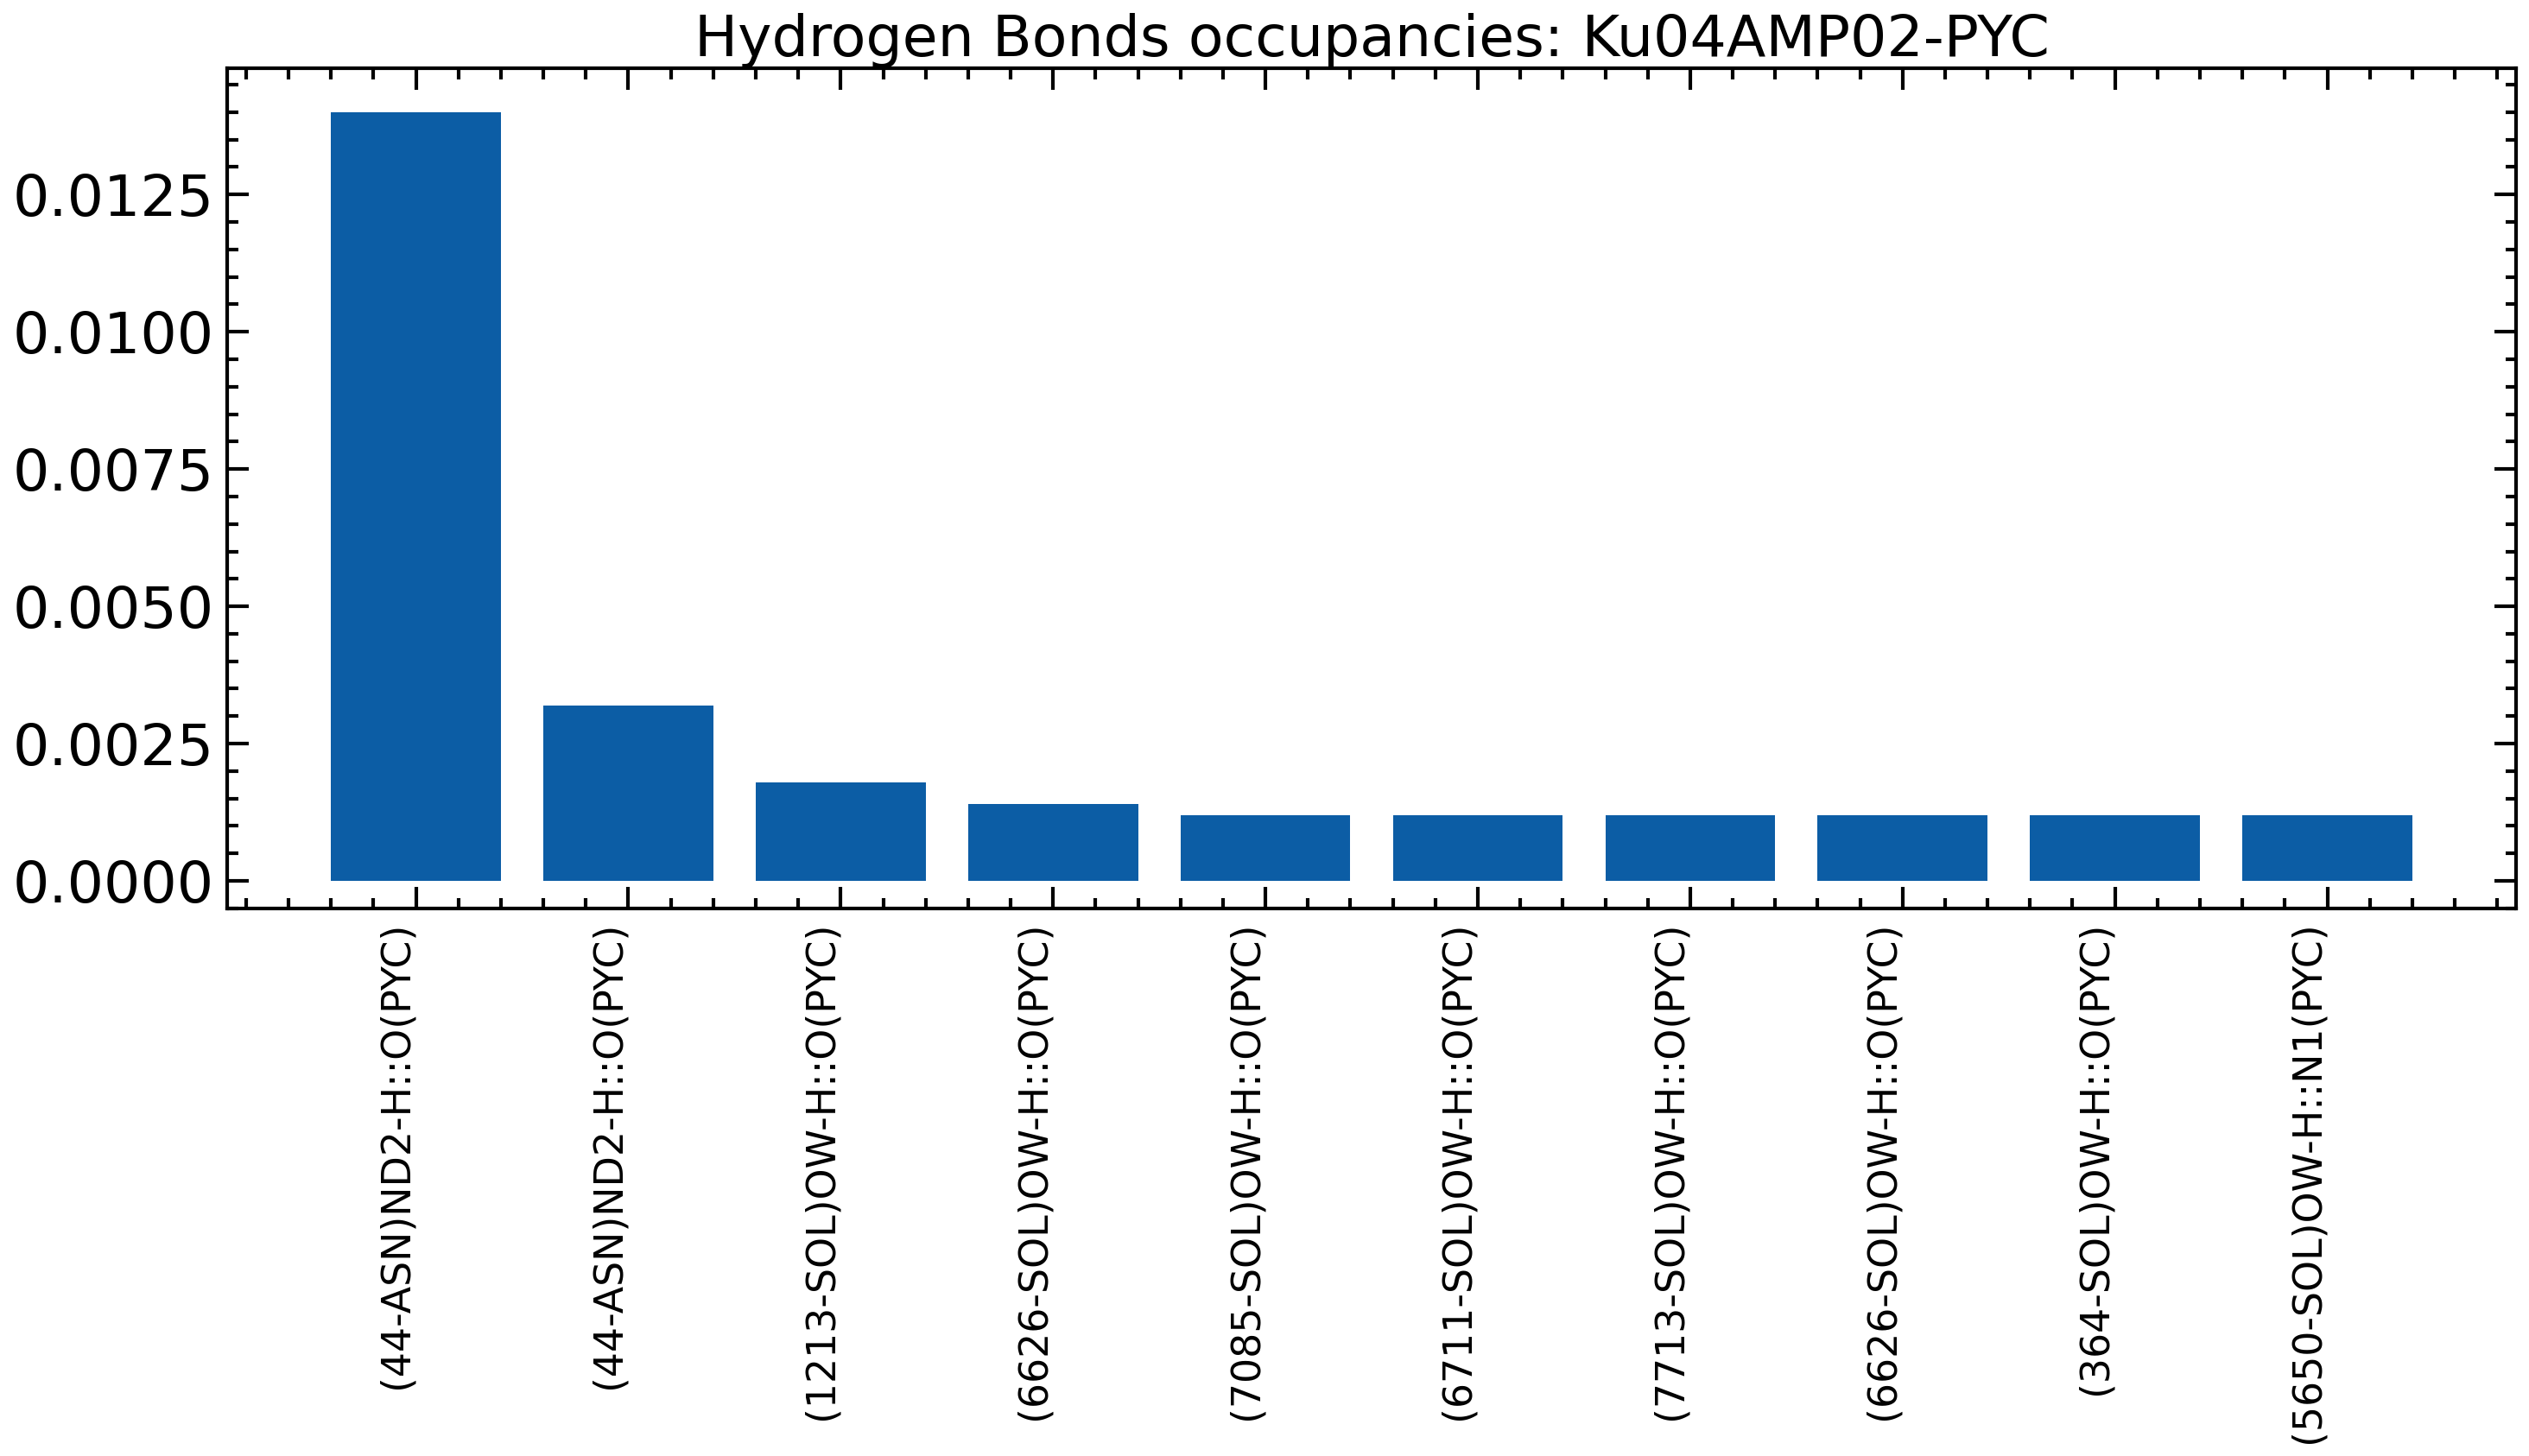 Hydrogen Bonds occupancies: Ku04AMP02-PYC
0.0125
0.0100
0.0075
0.0050
0.0025
0.0000
(44-ASN)ND2-H::O(PYC)
(44-ASN)ND2-H::O(PYC)
(1213-SOL)OW-H::O(PYC)
(6626-SOL)OW-H::O(PYC)
(7085-SOL)OW-H::O(PYC)
(6711-SOL)OW-H::O(PYC)
(7713-SOL)OW-H::O(PYC)
(6626-SOL)OW-H::O(PYC)
(364-SOL)OW-H::O(PYC)
(5650-SOL)OW-H::N1(PYC)